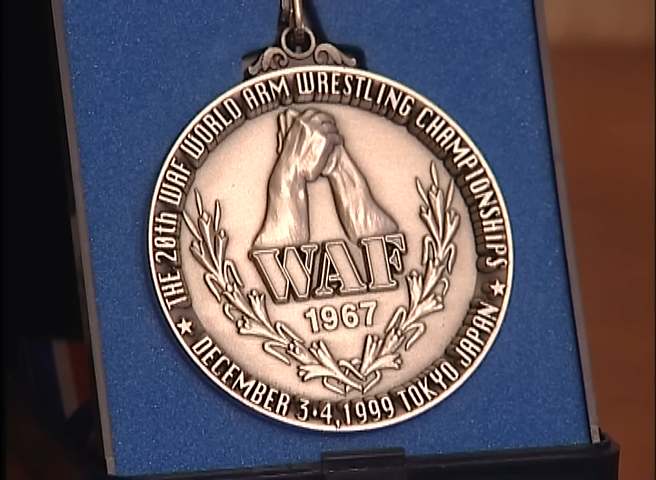 THE 20th WAF WORLD ARM WRESTLING CHAMPIONSHIPS
WAF
1967
★ DECEMBER 3·4,1999 TOKYO JAPAN ★